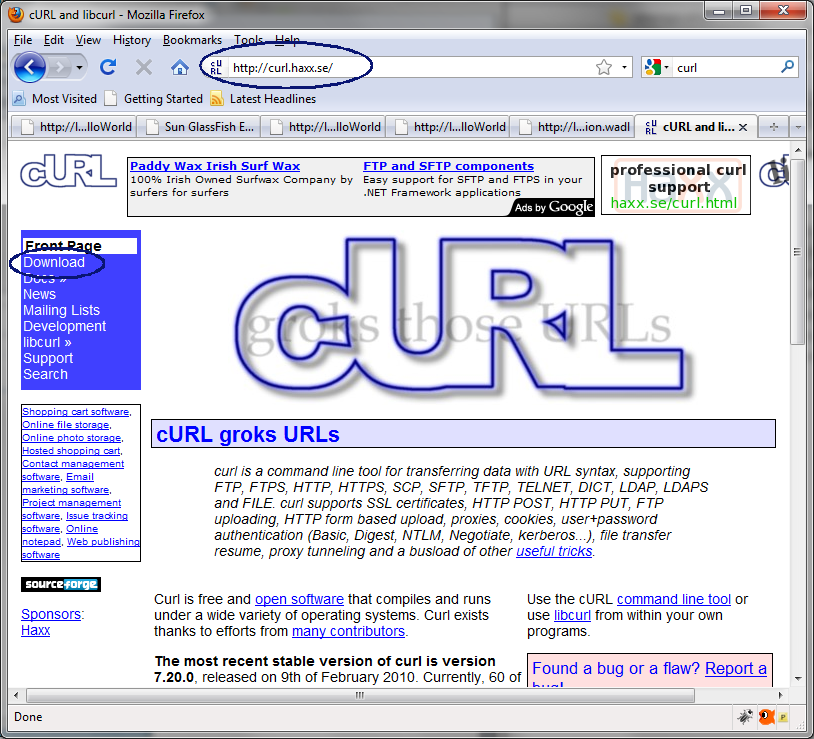 cURL and libcurl - Mozilla Firefox
File Edit View History Bookmarks Tools Help
cU RL http://curl.haxx.se/
curl
Most Visited Getting Started Latest Headlines
http://l...lloWorld Sun GlassFish E... http://l...lloWorld http://l...lloWorld http://l...ion.wadl cU RL cURL and li...
cURL
Paddy Wax Irish Surf Wax
100% Irish Owned Surfwax Company by
surfers for surfers
FTP and SFTP components
Easy support for SFTP and FTPS in your
.NET Framework applications
Ads by Google
Haxx
professional curl
support
haxx.se/curl.html
Front Page
Download
Docs »
News
Mailing Lists
Development
libcurl »
Support
Search
Shopping cart software,
Online file storage,
Online photo storage,
Hosted shopping cart,
Contact management
software, Email
marketing software,
Project management
software, Issue tracking
software, Online
notepad, Web publishing
software
sourceforge
Sponsors:
Haxx
cURL
groks those URLs
cURL groks URLs
curl is a command line tool for transferring data with URL syntax, supporting
FTP, FTPS, HTTP, HTTPS, SCP, SFTP, TFTP, TELNET, DICT, LDAP, LDAPS
and FILE. curl supports SSL certificates, HTTP POST, HTTP PUT, FTP
uploading, HTTP form based upload, proxies, cookies, user+password
authentication (Basic, Digest, NTLM, Negotiate, kerberos...), file transfer
resume, proxy tunneling and a busload of other useful tricks.
Curl is free and open software that compiles and runs
under a wide variety of operating systems. Curl exists
thanks to efforts from many contributors.
The most recent stable version of curl is version
7.20.0, released on 9th of February 2010. Currently, 60 of
Use the cURL command line tool or
use libcurl from within your own
programs.
Found a bug or a flaw? Report a
bug!
Done
P